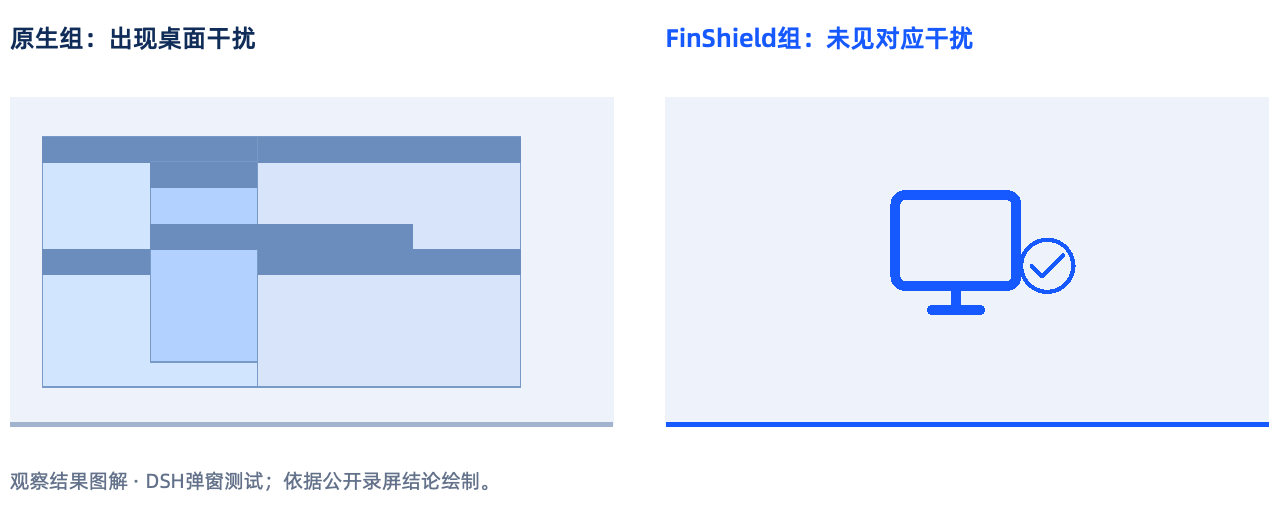 原生组：出现桌面干扰
FinShield组：未见对应干扰
观察结果图解 · DSH弹窗测试；依据公开录屏结论绘制。